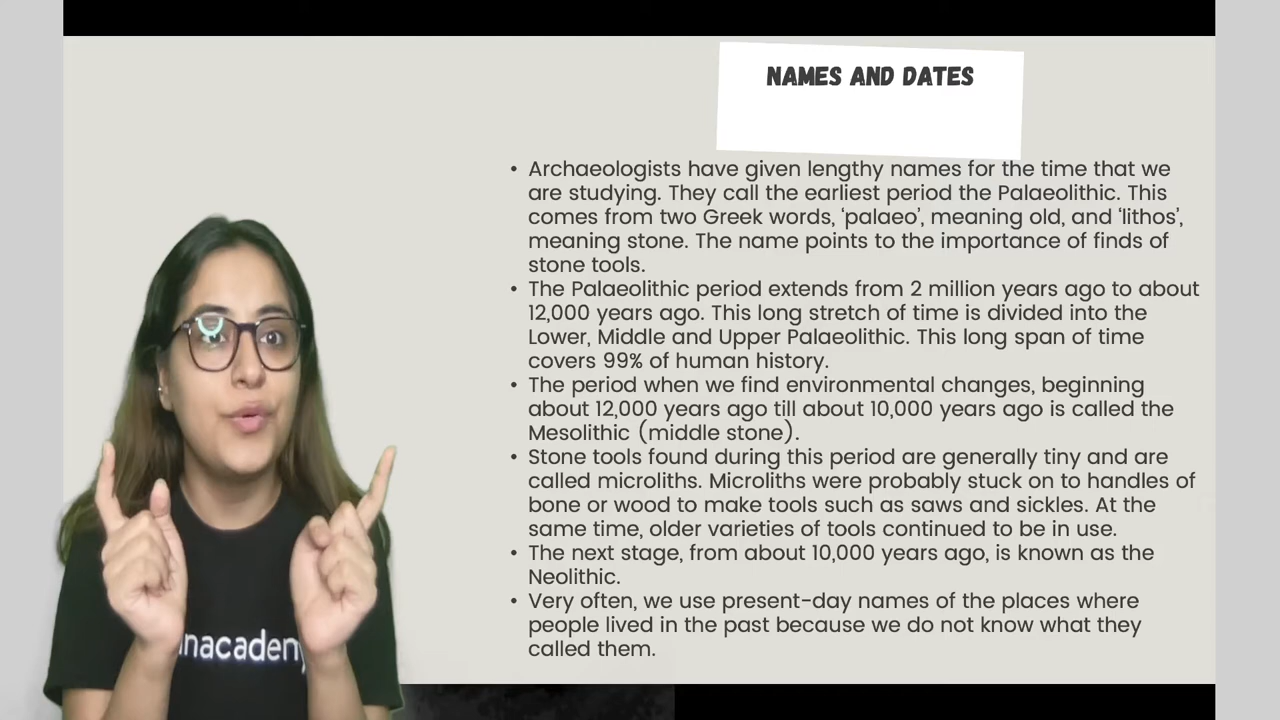 NAMES AND DATES
• Archaeologists have given lengthy names for the time that we
are studying. They call the earliest period the Palaeolithic. This
comes from two Greek words, ‘palaeo’, meaning old, and ‘lithos’,
meaning stone. The name points to the importance of finds of
stone tools.
• The Palaeolithic period extends from 2 million years ago to about
12,000 years ago. This long stretch of time is divided into the
Lower, Middle and Upper Palaeolithic. This long span of time
covers 99% of human history.
• The period when we find environmental changes, beginning
about 12,000 years ago till about 10,000 years ago is called the
Mesolithic (middle stone).
• Stone tools found during this period are generally tiny and are
called microliths. Microliths were probably stuck on to handles of
bone or wood to make tools such as saws and sickles. At the
same time, older varieties of tools continued to be in use.
• The next stage, from about 10,000 years ago, is known as the
Neolithic.
• Very often, we use present-day names of the places where
people lived in the past because we do not know what they
called them.
nacademy